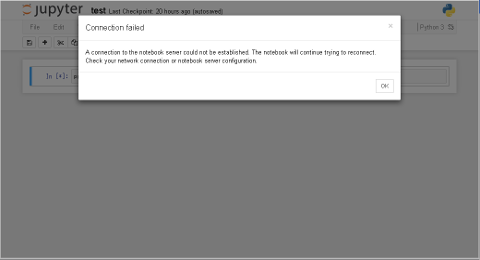 jupyter test Last Checkpoint: 20 hours ago (autosaved)
File Edit Python 3
Connection failed ×
A connection to the notebook server could not be established. The notebook will continue trying to reconnect.
Check your network connection or notebook server configuration.
OK
In [4]: